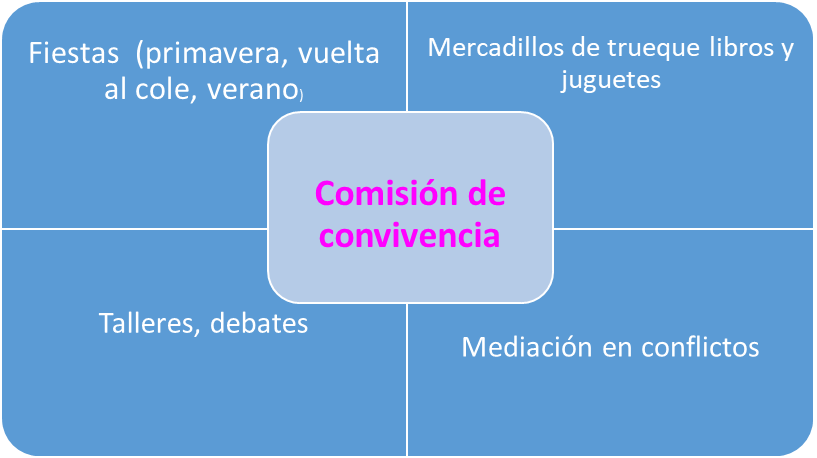 Fiestas (primavera, vuelta
al cole, verano)
Mercadillos de trueque libros y
juguetes
Comisión de
convivencia
Talleres, debates
Mediación en conflictos